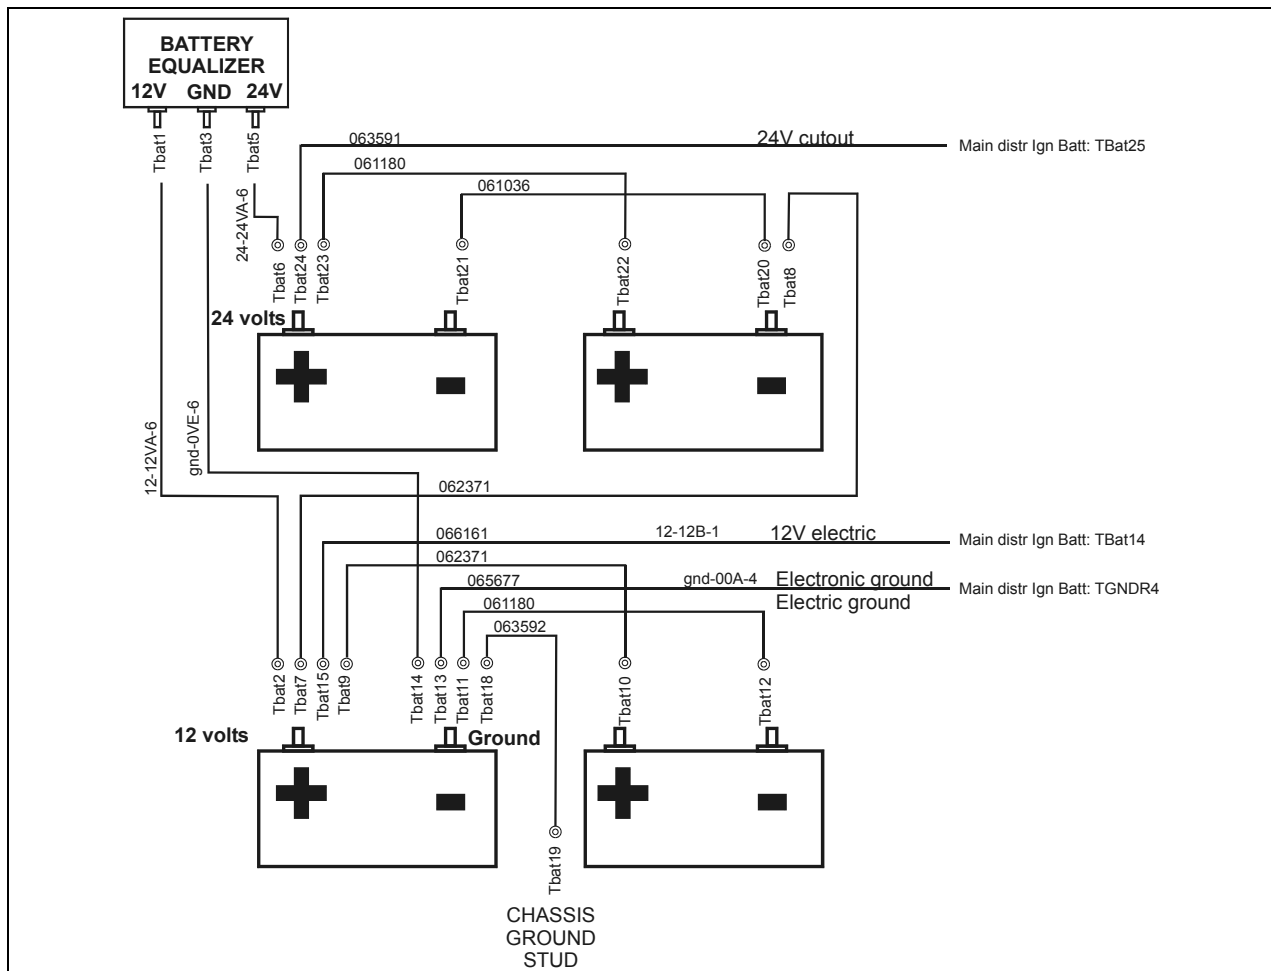 BATTERY
EQUALIZER
12V GND 24V
Tbat1
Tbat3
Tbat5
063591
24V cutout
Main distr Ign Batt: TBat25
061180
061036
24-24VA-6
Tbat6
Tbat24
Tbat23
Tbat21
Tbat22
Tbat20
Tbat8
24 volts
12-12VA-6
gnd-0VE-6
062371
066161
12-12B-1
12V electric
Main distr Ign Batt: TBat14
062371
065677
gnd-00A-4
Electronic ground
Main distr Ign Batt: TGNDR4
061180
Electric ground
063592
Tbat2
Tbat7
Tbat15
Tbat9
Tbat14
Tbat13
Tbat11
Tbat18
Tbat10
Tbat12
12 volts
Ground
Tbat19
CHASSIS
GROUND
STUD